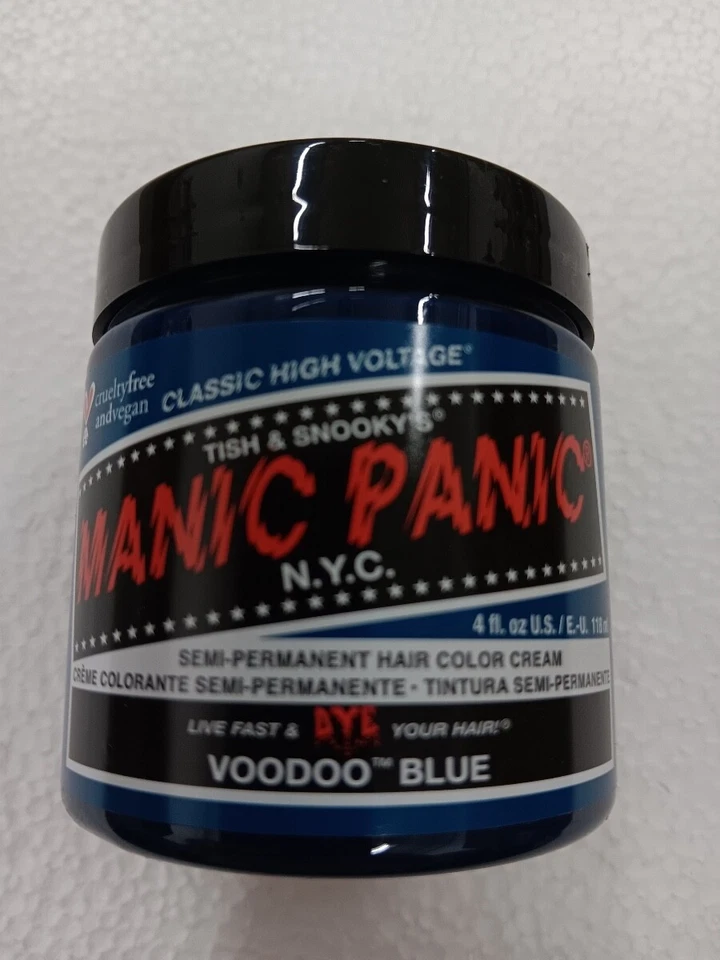 crueltyfree
andvegan
CLASSIC HIGH VOLTAGE®
TISH & SNOOKY'S®
MANIC PANIC®
N.Y.C.
4 fl. oz U.S. / E.-U. 118
SEMI-PERMANENT HAIR COLOR CREAM
CRÈME COLORANTE SEMI-PERMANENTE · TINTURA SEMI-PERMANENTE
LIVE FAST & DYE YOUR HAIR!®
VOODOO™ BLUE